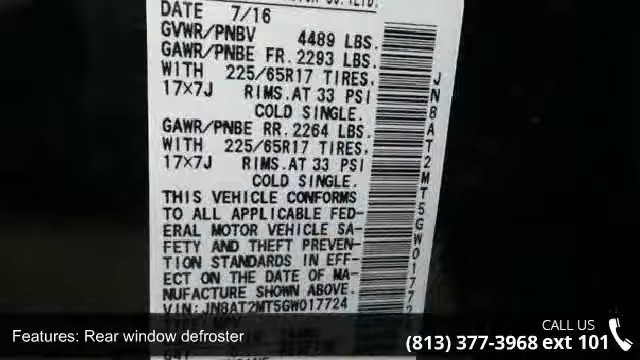 DATE 7/16
GVWR/PNBV 4489 LBS.
GAWR/PNBE FR. 2293 LBS.
WITH 225/65R17 TIRES.
17×7J RIMS.AT 33 PSI
COLD SINGLE.
GAWR/PNBE RR. 2264 LBS.
WITH 225/65R17 TIRES.
17×7J RIMS.AT 33 PSI
COLD SINGLE.
THIS VEHICLE CONFORMS
TO ALL APPLICABLE FED-
ERAL MOTOR VEHICLE SA-
FETY AND THEFT PREVEN-
TION STANDARDS IN EFF-
ECT ON THE DATE OF MA-
NUFACTURE SHOWN ABOVE.
VIN:JN8AT2MT5GW017724
JN8AT2MT5GW01772
Features: Rear window defroster
(813) 377-3968 ext 101